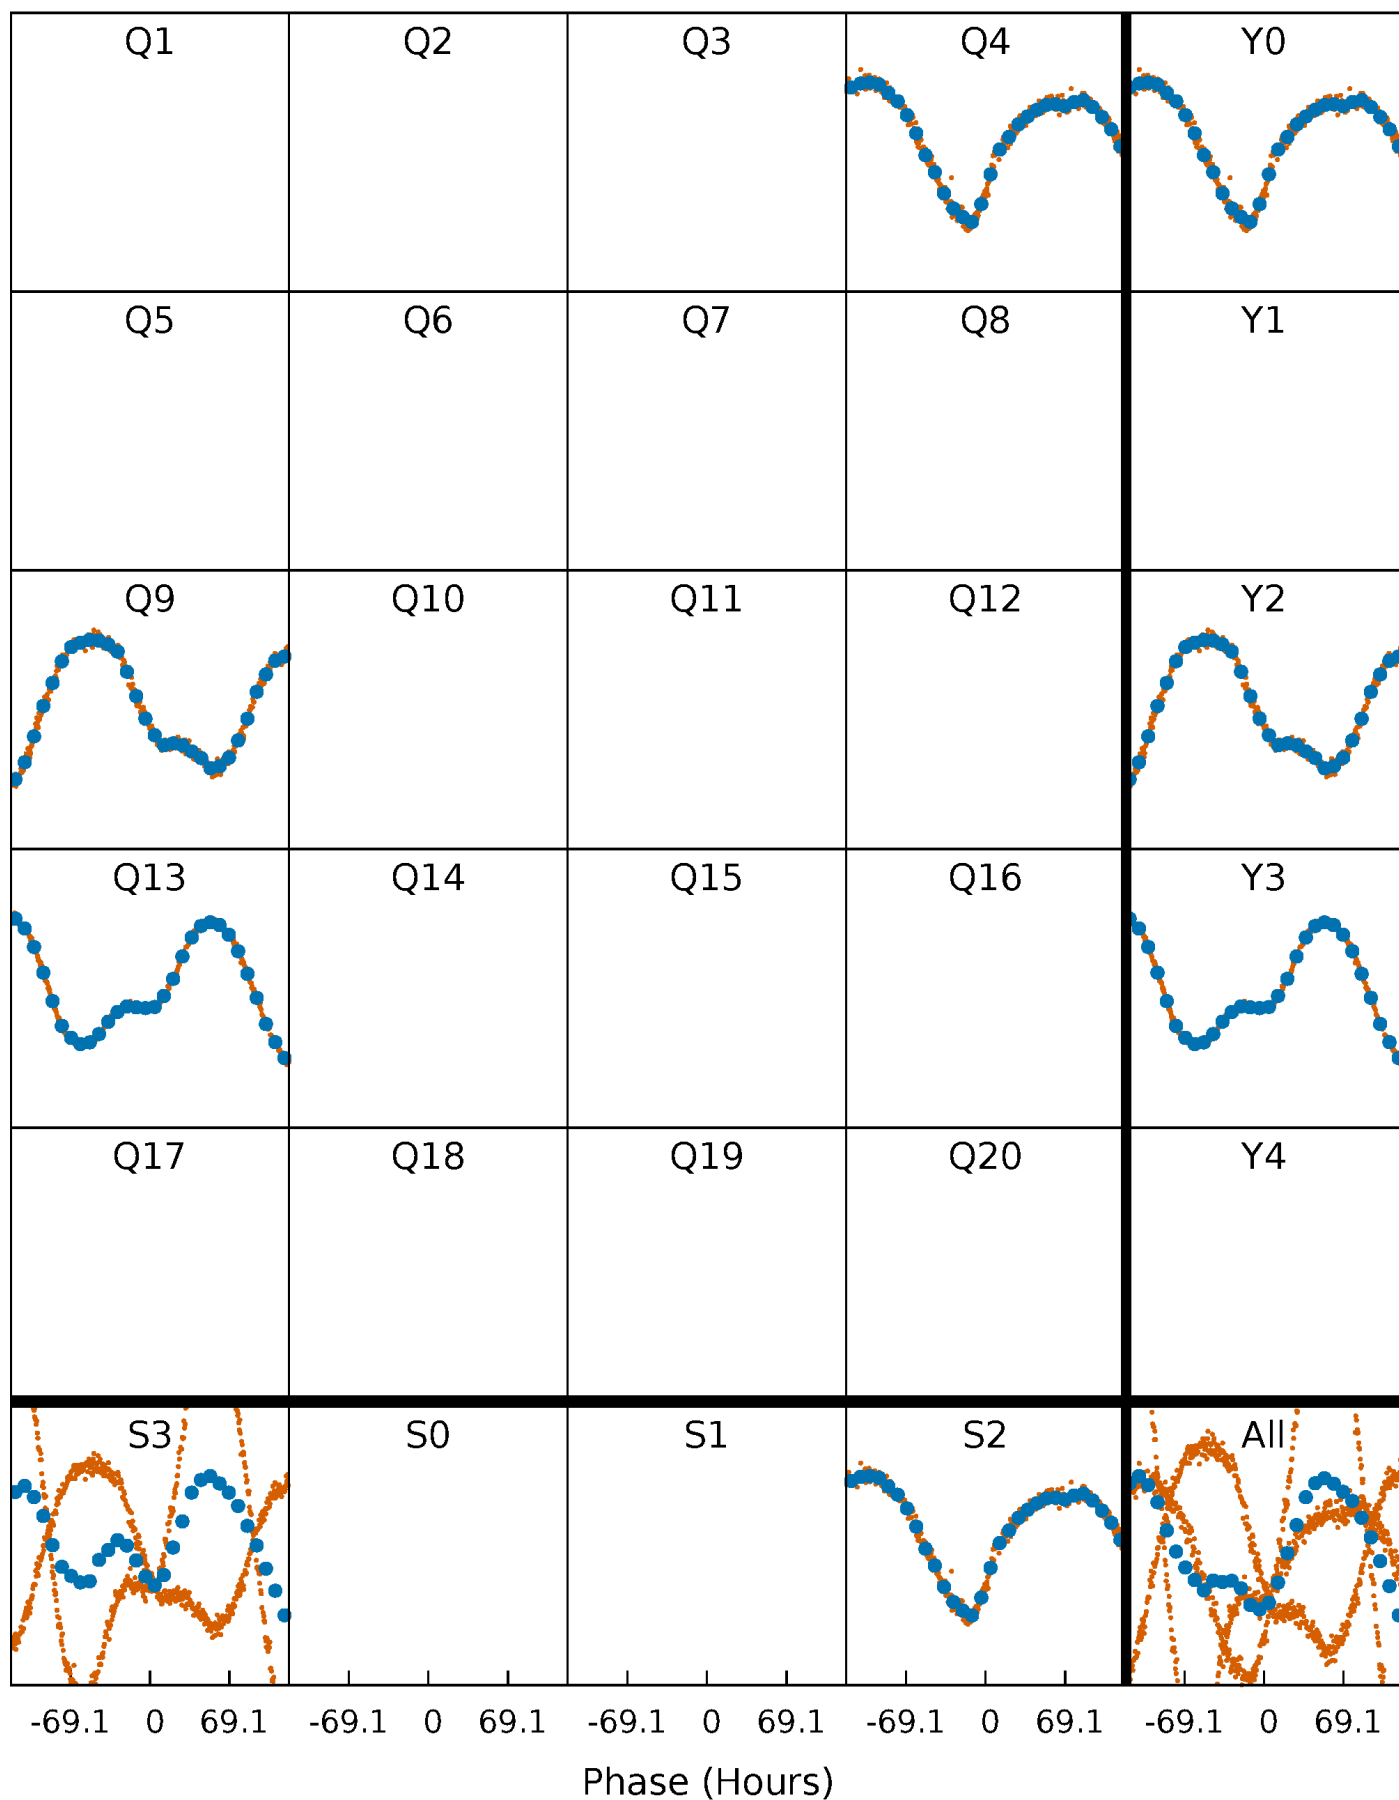 Q1 Q2 Q3 Q4 Y0
Q5 Q6 Q7 Q8 Y1
Q9 Q10 Q11 Q12 Y2
Q13 Q14 Q15 Q16 Y3
Q17 Q18 Q19 Q20 Y4
S3 S0 S1 S2 All
-69.1 0 69.1 -69.1 0 69.1 -69.1 0 69.1 -69.1 0 69.1 -69.1 0 69.1
Phase (Hours)